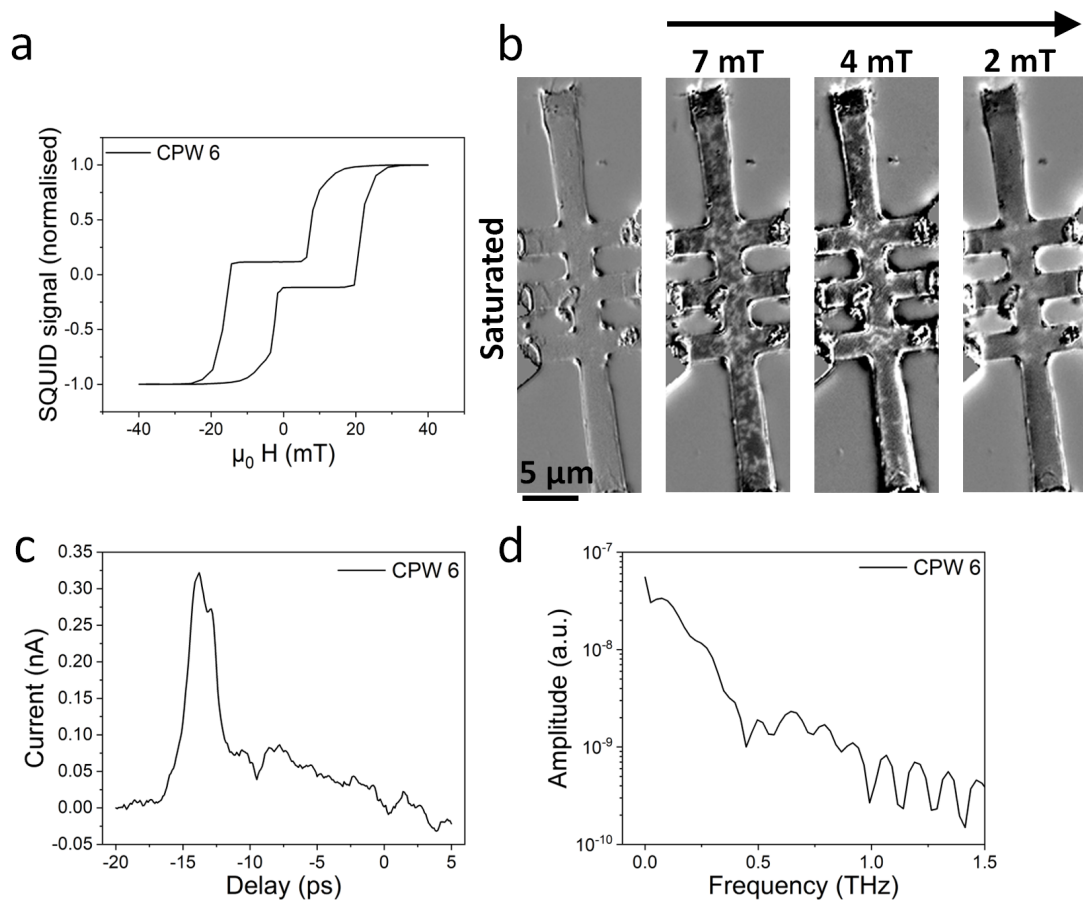 a
CPW 6
SQUID signal (normalised)
1.0
0.5
0.0
-0.5
-1.0
-40
-20
0
20
40
μ₀ H (mT)
b
7 mT
4 mT
2 mT
Saturated
5 μm
c
CPW 6
Current (nA)
0.35
0.30
0.25
0.20
0.15
0.10
0.05
0.00
-0.05
-20
-15
-10
-5
0
5
Delay (ps)
d
CPW 6
Amplitude (a.u.)
10⁻⁷
10⁻⁸
10⁻⁹
10⁻¹⁰
0.0
0.5
1.0
1.5
Frequency (THz)